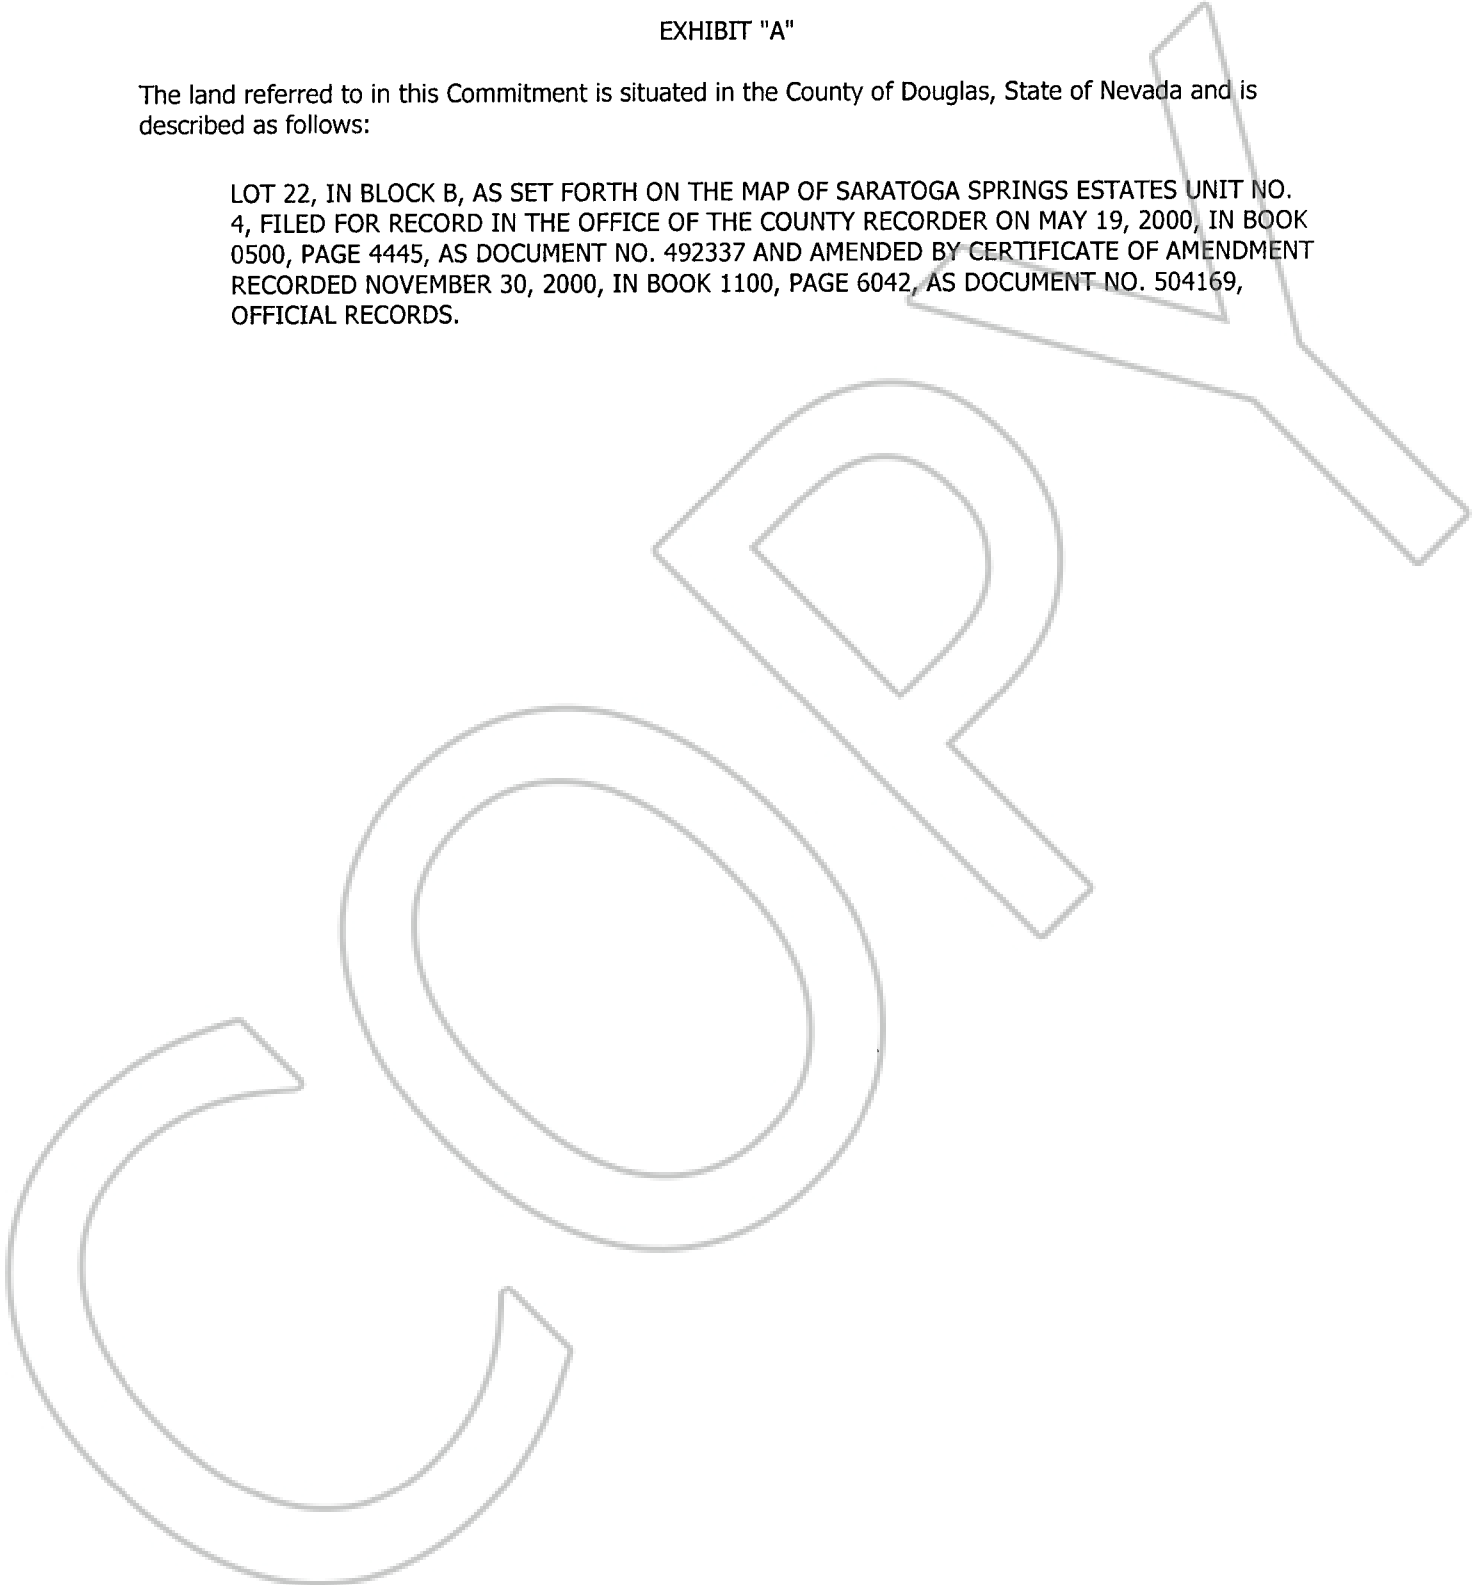 EXHIBIT "A"
The land referred to in this Commitment is situated in the County of Douglas, State of Nevada and is
described as follows:
LOT 22, IN BLOCK B, AS SET FORTH ON THE MAP OF SARATOGA SPRINGS ESTATES UNIT NO.
4, FILED FOR RECORD IN THE OFFICE OF THE COUNTY RECORDER ON MAY 19, 2000, IN BOOK
0500, PAGE 4445, AS DOCUMENT NO. 492337 AND AMENDED BY CERTIFICATE OF AMENDMENT
RECORDED NOVEMBER 30, 2000, IN BOOK 1100, PAGE 6042, AS DOCUMENT NO. 504169,
OFFICIAL RECORDS.
COPY